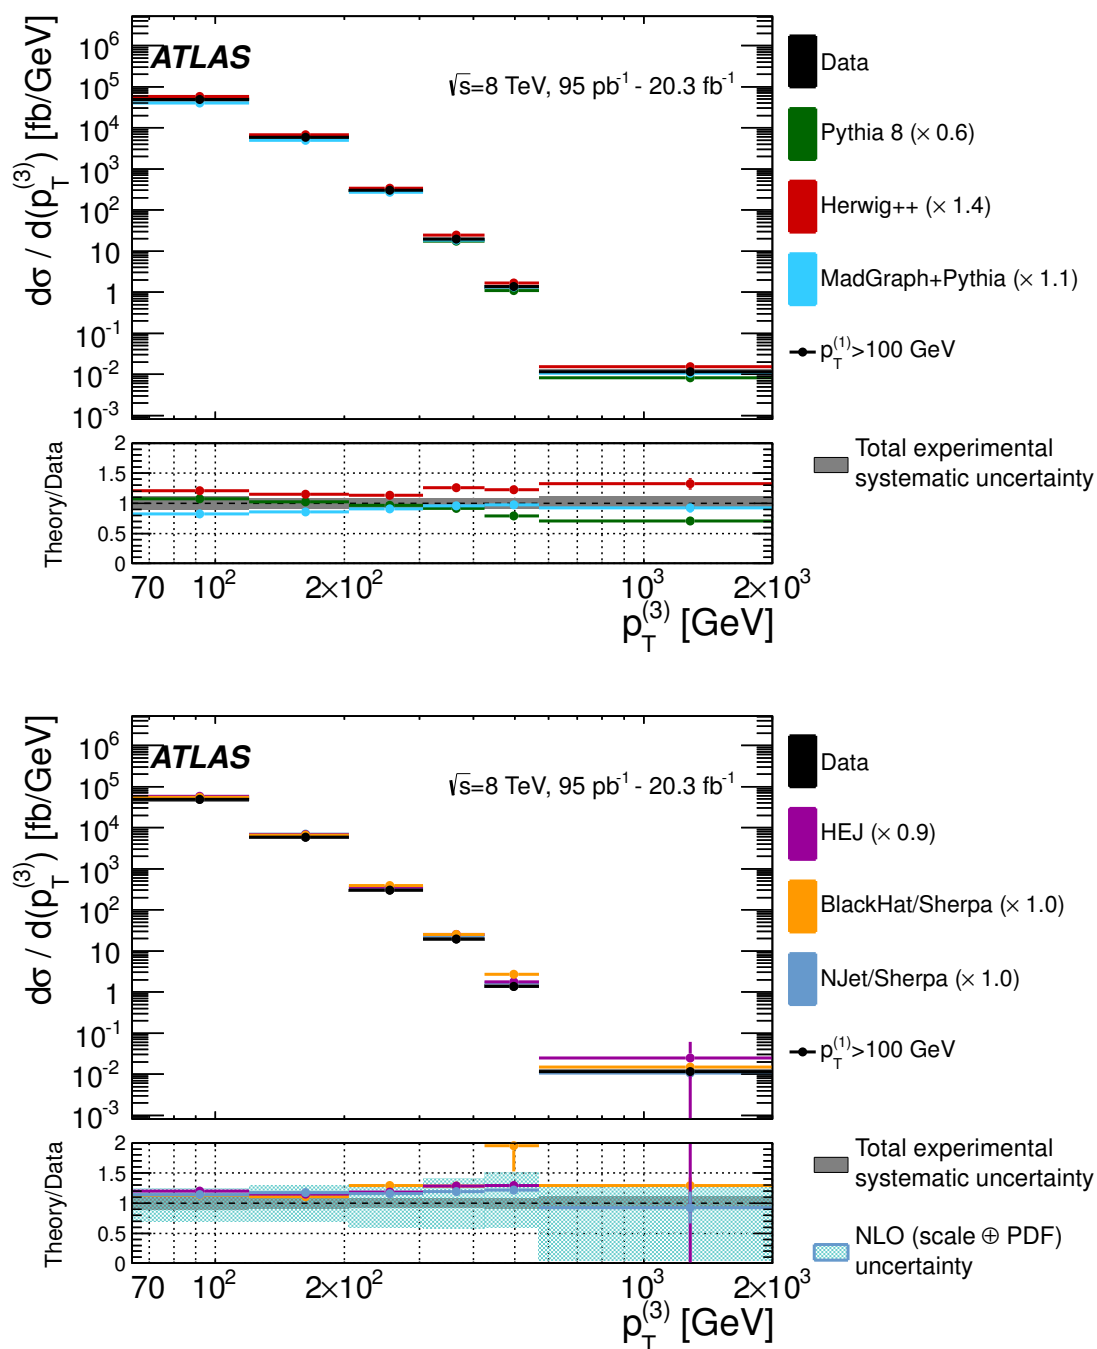 ATLAS
√s=8 TeV, 95 pb⁻¹ - 20.3 fb⁻¹
dσ / d(p_T^(3)) [fb/GeV]
10⁶
10⁵
10⁴
10³
10²
10
1
10⁻¹
10⁻²
10⁻³
Data
Pythia 8 (× 0.6)
Herwig++ (× 1.4)
MadGraph+Pythia (× 1.1)
p_T^(1)>100 GeV
Theory/Data
2
1.5
1
0.5
0
Total experimental
systematic uncertainty
70 10² 2×10² 10³ 2×10³
p_T^(3) [GeV]
ATLAS
√s=8 TeV, 95 pb⁻¹ - 20.3 fb⁻¹
dσ / d(p_T^(3)) [fb/GeV]
10⁶
10⁵
10⁴
10³
10²
10
1
10⁻¹
10⁻²
10⁻³
Data
HEJ (× 0.9)
BlackHat/Sherpa (× 1.0)
NJet/Sherpa (× 1.0)
p_T^(1)>100 GeV
Theory/Data
2
1.5
1
0.5
0
Total experimental
systematic uncertainty
NLO (scale ⊕ PDF)
uncertainty
70 10² 2×10² 10³ 2×10³
p_T^(3) [GeV]